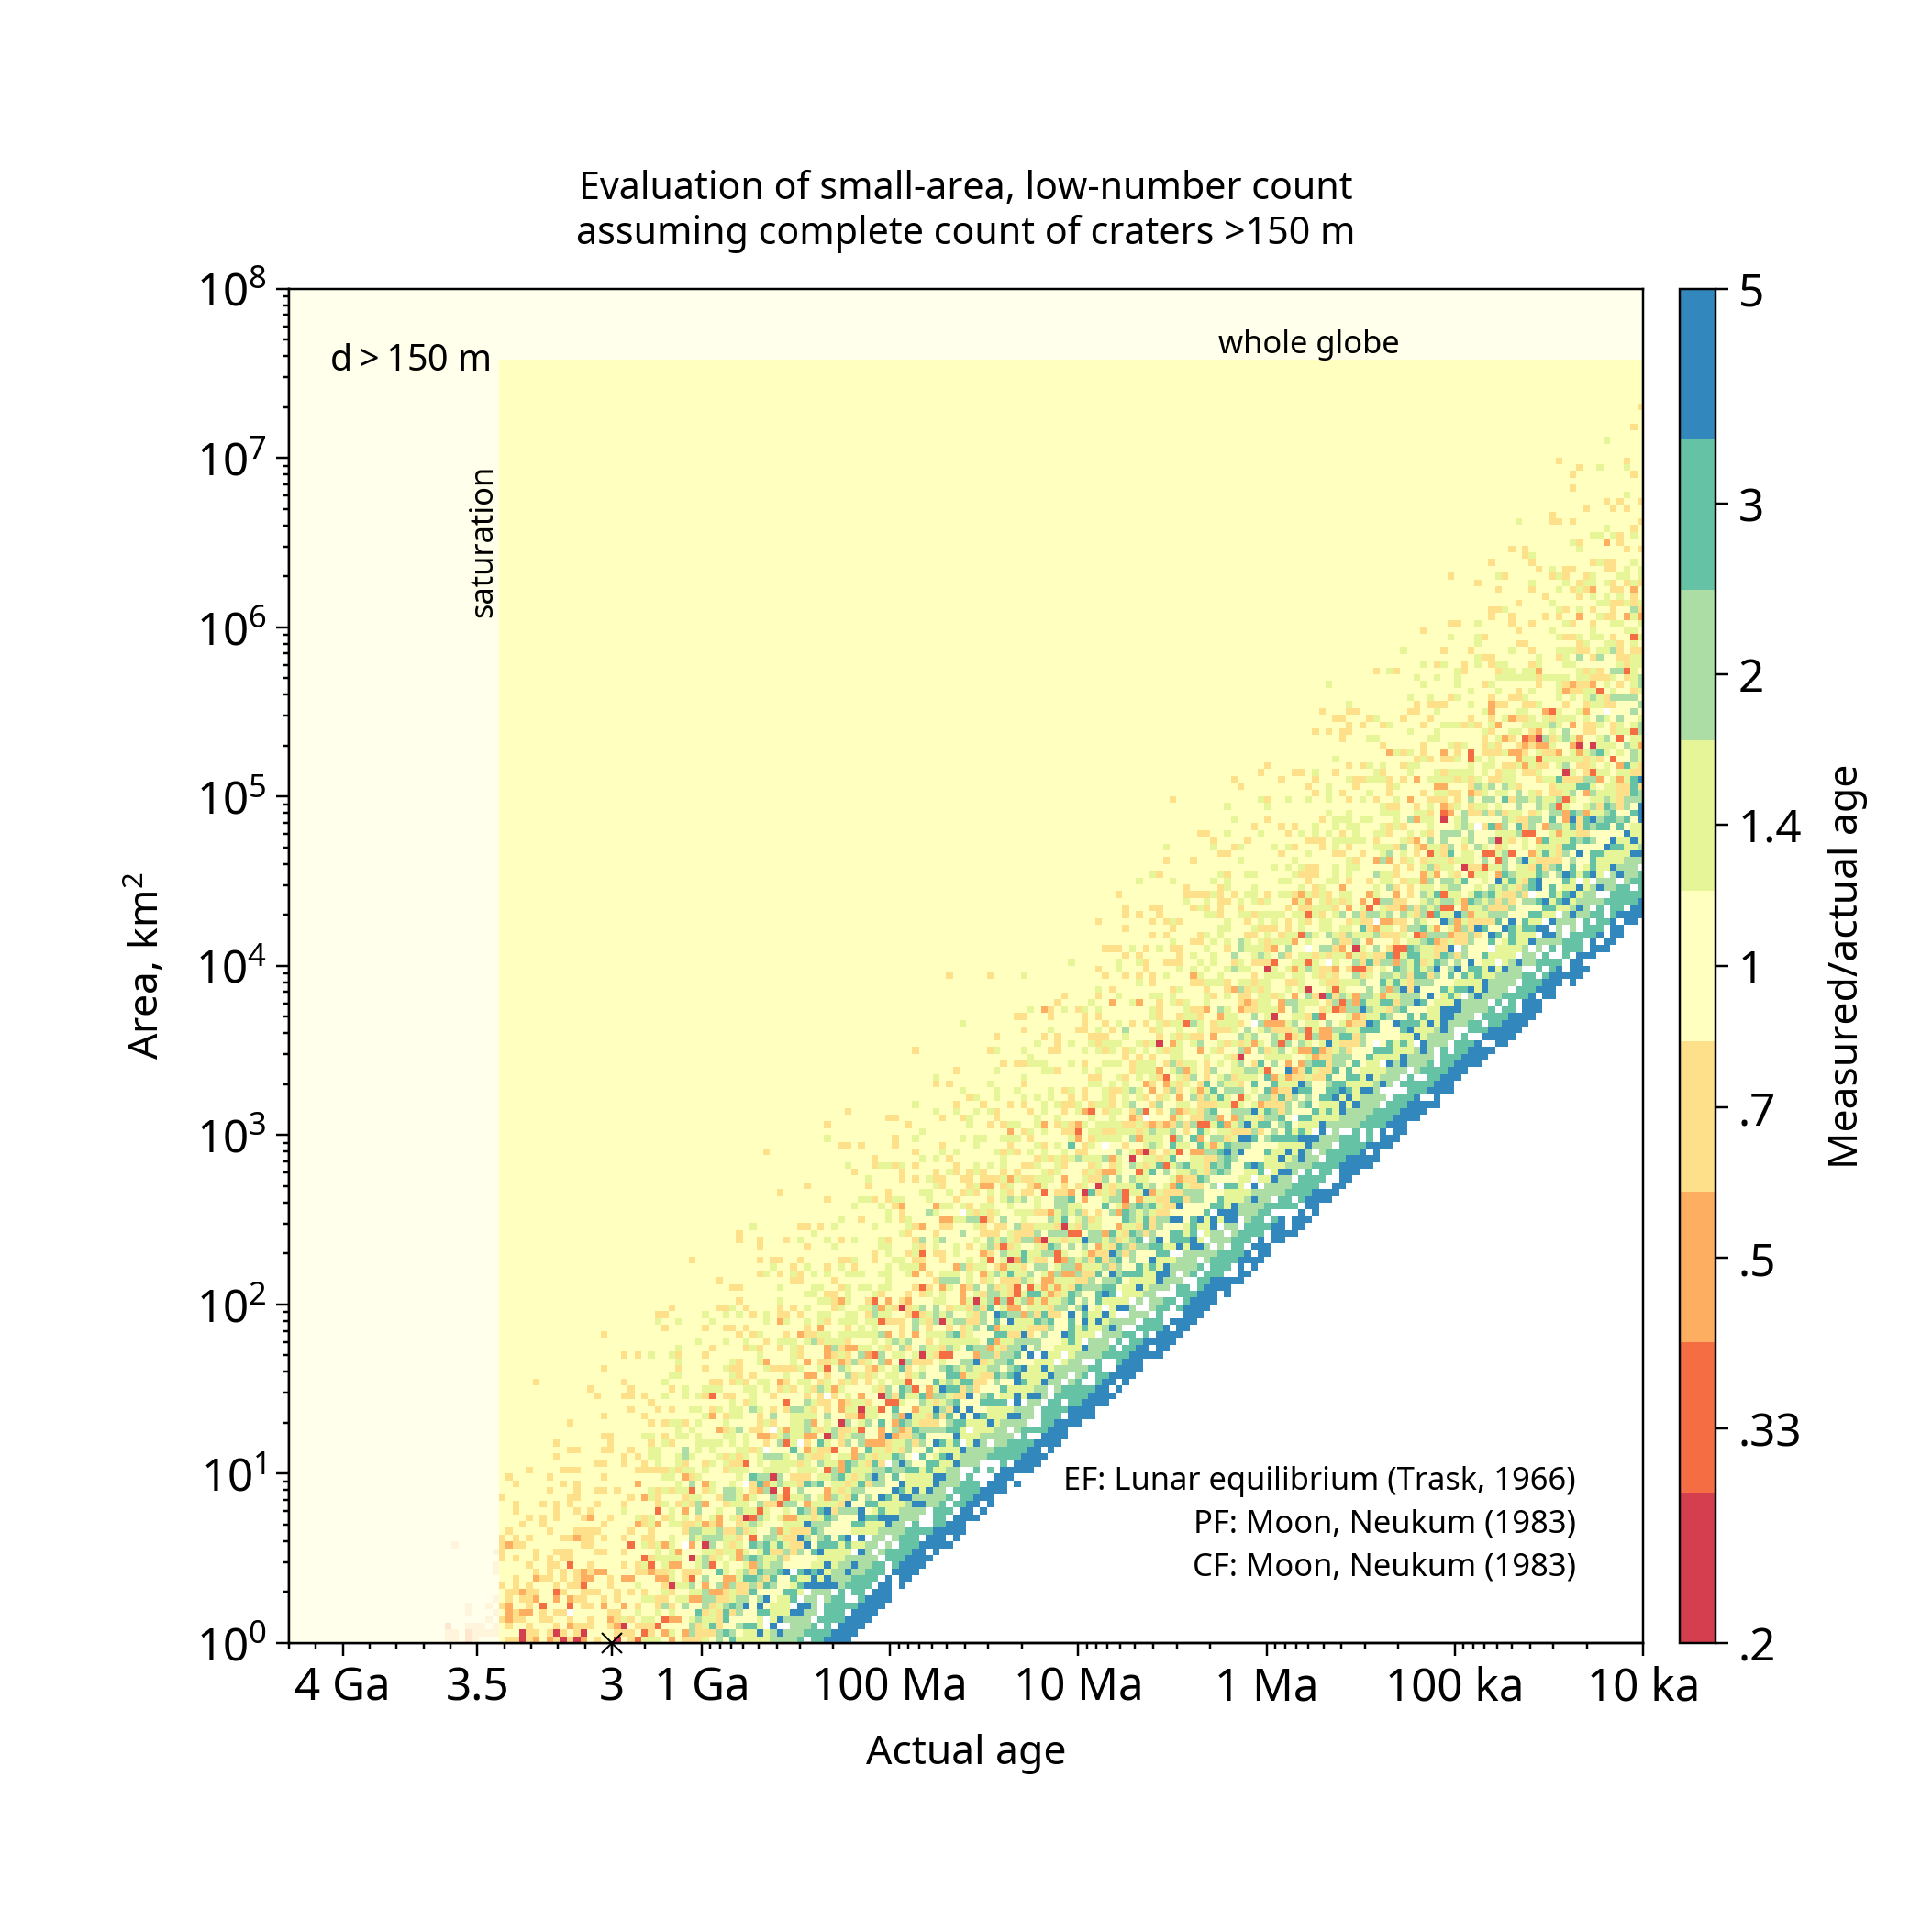 Evaluation of small-area, low-number count
assuming complete count of craters >150 m
10⁸
10⁷
10⁶
10⁵
10⁴
10³
10²
10¹
10⁰
Area, km²
d > 150 m
whole globe
saturation
EF: Lunar equilibrium (Trask, 1966)
PF: Moon, Neukum (1983)
CF: Moon, Neukum (1983)
4 Ga 3.5 3 1 Ga 100 Ma 10 Ma 1 Ma 100 ka 10 ka
Actual age
5
3
2
1.4
1
.7
.5
.33
.2
Measured/actual age